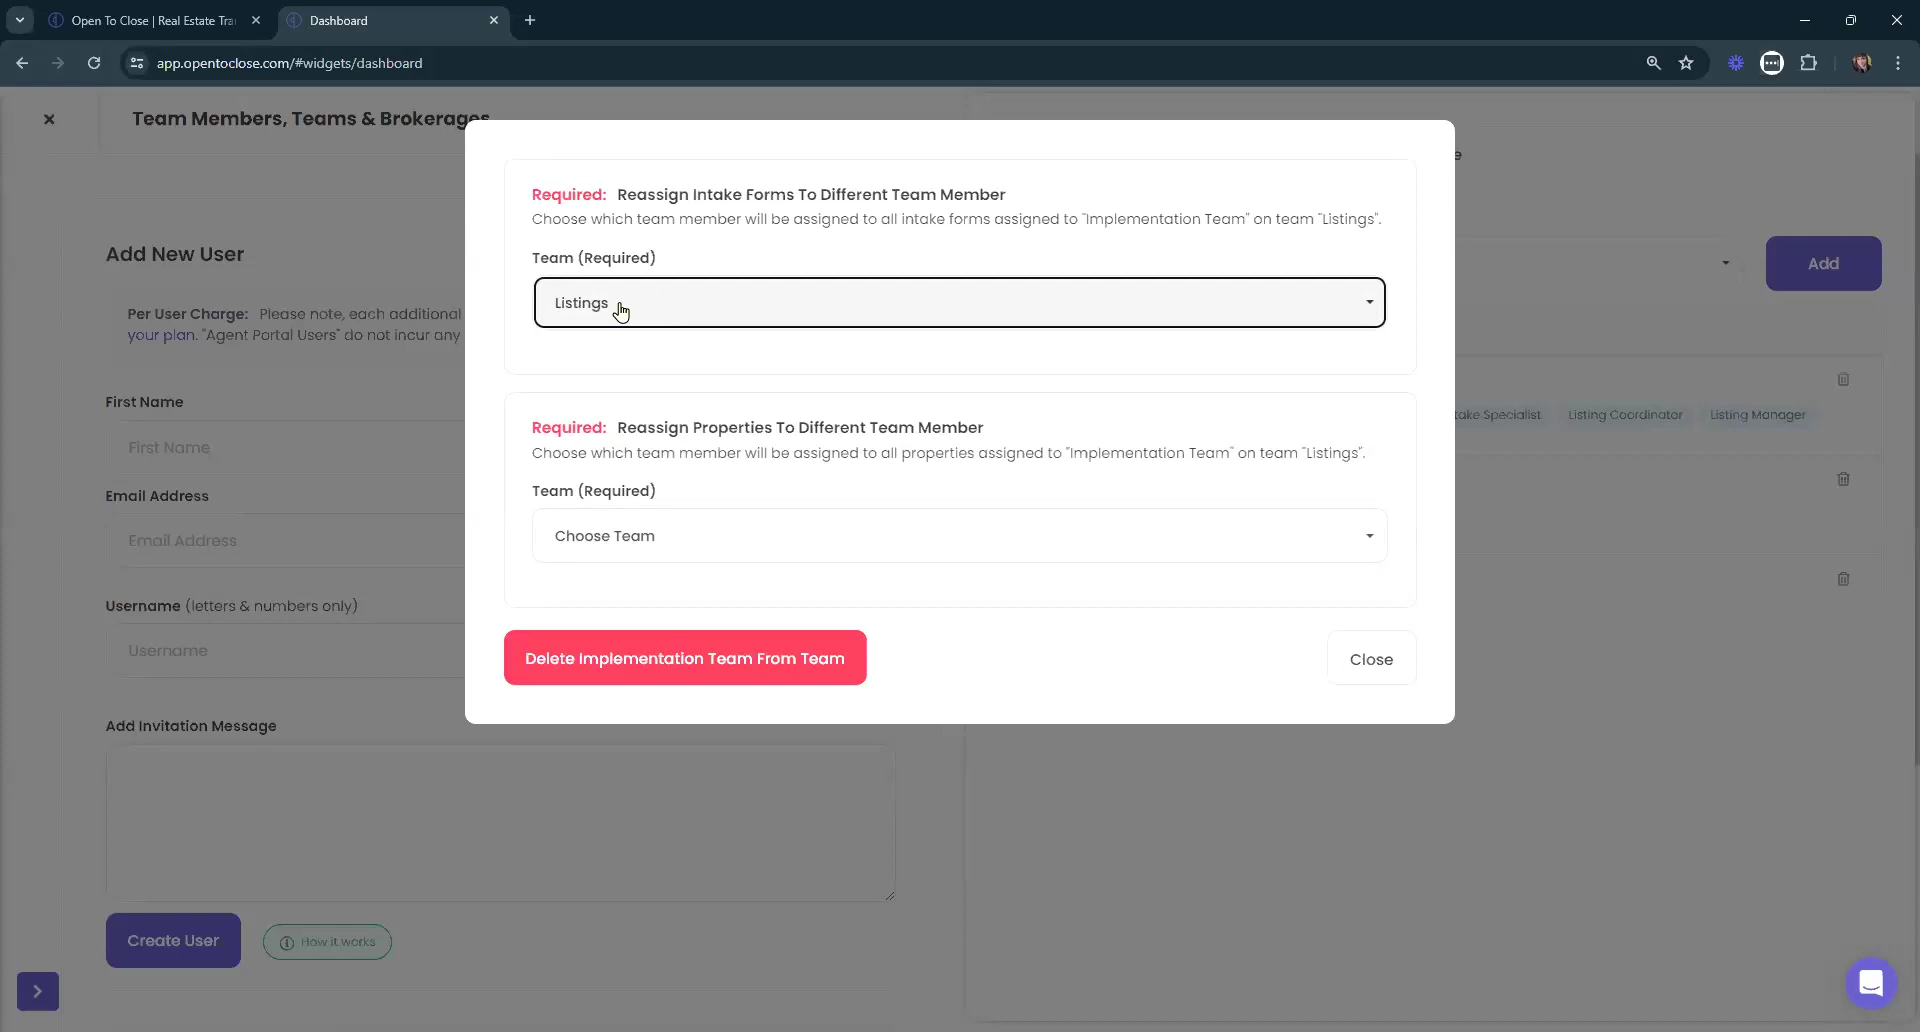 Open To Close | Real Estate Tra
Dashboard
app.opentoclose.com/#widgets/dashboard
Team Members, Teams & Brokerages
Required: Reassign Intake Forms To Different Team Member
Choose which team member will be assigned to all intake forms assigned to "Implementation Team" on team "Listings".
Team (Required)
Listings
Required: Reassign Properties To Different Team Member
Choose which team member will be assigned to all properties assigned to "Implementation Team" on team "Listings".
Team (Required)
Choose Team
Delete Implementation Team From Team
Close
Add New User
Per User Charge: Please note, each additional
your plan. "Agent Portal Users" do not incur any
First Name
First Name
Email Address
Email Address
Username (letters & numbers only)
Username
Add Invitation Message
Create User
How it works
Add
take Specialist
Listing Coordinator
Listing Manager